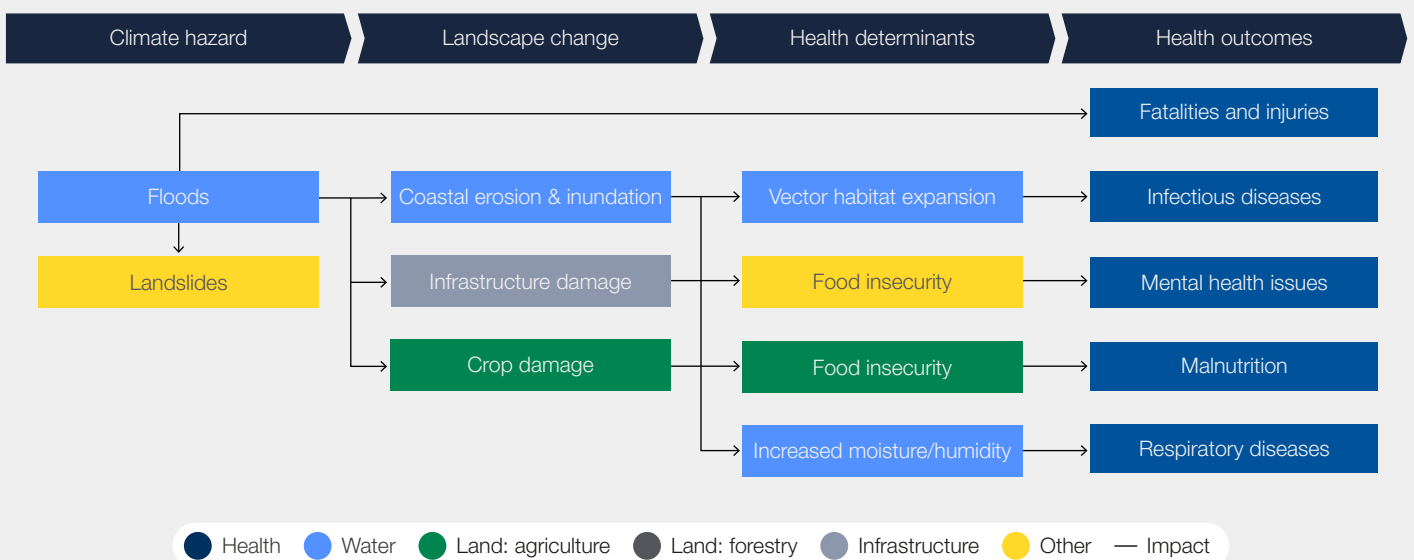 Climate hazard
Landscape change
Health determinants
Health outcomes
Fatalities and injuries
Floods
Coastal erosion & inundation
Vector habitat expansion
Infectious diseases
Landslides
Infrastructure damage
Food insecurity
Mental health issues
Crop damage
Food insecurity
Malnutrition
Increased moisture/humidity
Respiratory diseases
Health
Water
Land: agriculture
Land: forestry
Infrastructure
Other
Impact